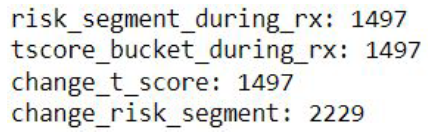 risk_segment_during_rx: 1497
tscore_bucket_during_rx: 1497
change_t_score: 1497
change_risk_segment: 2229